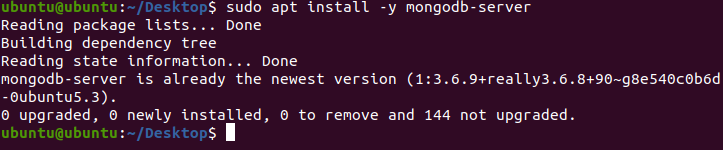 ubuntu@ubuntu:~/Desktop$ sudo apt install -y mongodb-server
Reading package lists... Done
Building dependency tree
Reading state information... Done
mongodb-server is already the newest version (1:3.6.9+really3.6.8+90~g8e540c0b6d
-0ubuntu5.3).
0 upgraded, 0 newly installed, 0 to remove and 144 not upgraded.
ubuntu@ubuntu:~/Desktop$